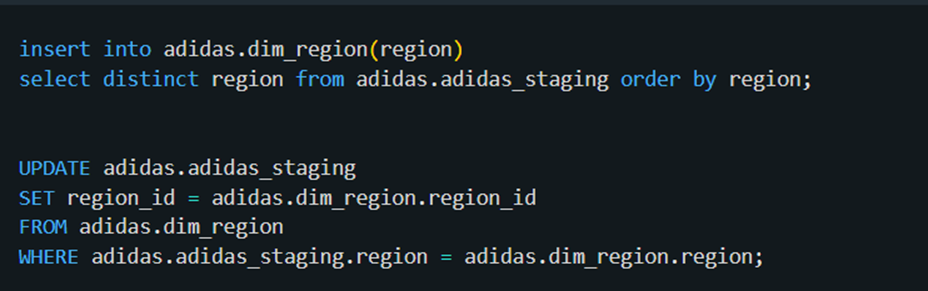 insert into adidas.dim_region(region)
select distinct region from adidas.adidas_staging order by region;
UPDATE adidas.adidas_staging
SET region_id = adidas.dim_region.region_id
FROM adidas.dim_region
WHERE adidas.adidas_staging.region = adidas.dim_region.region;